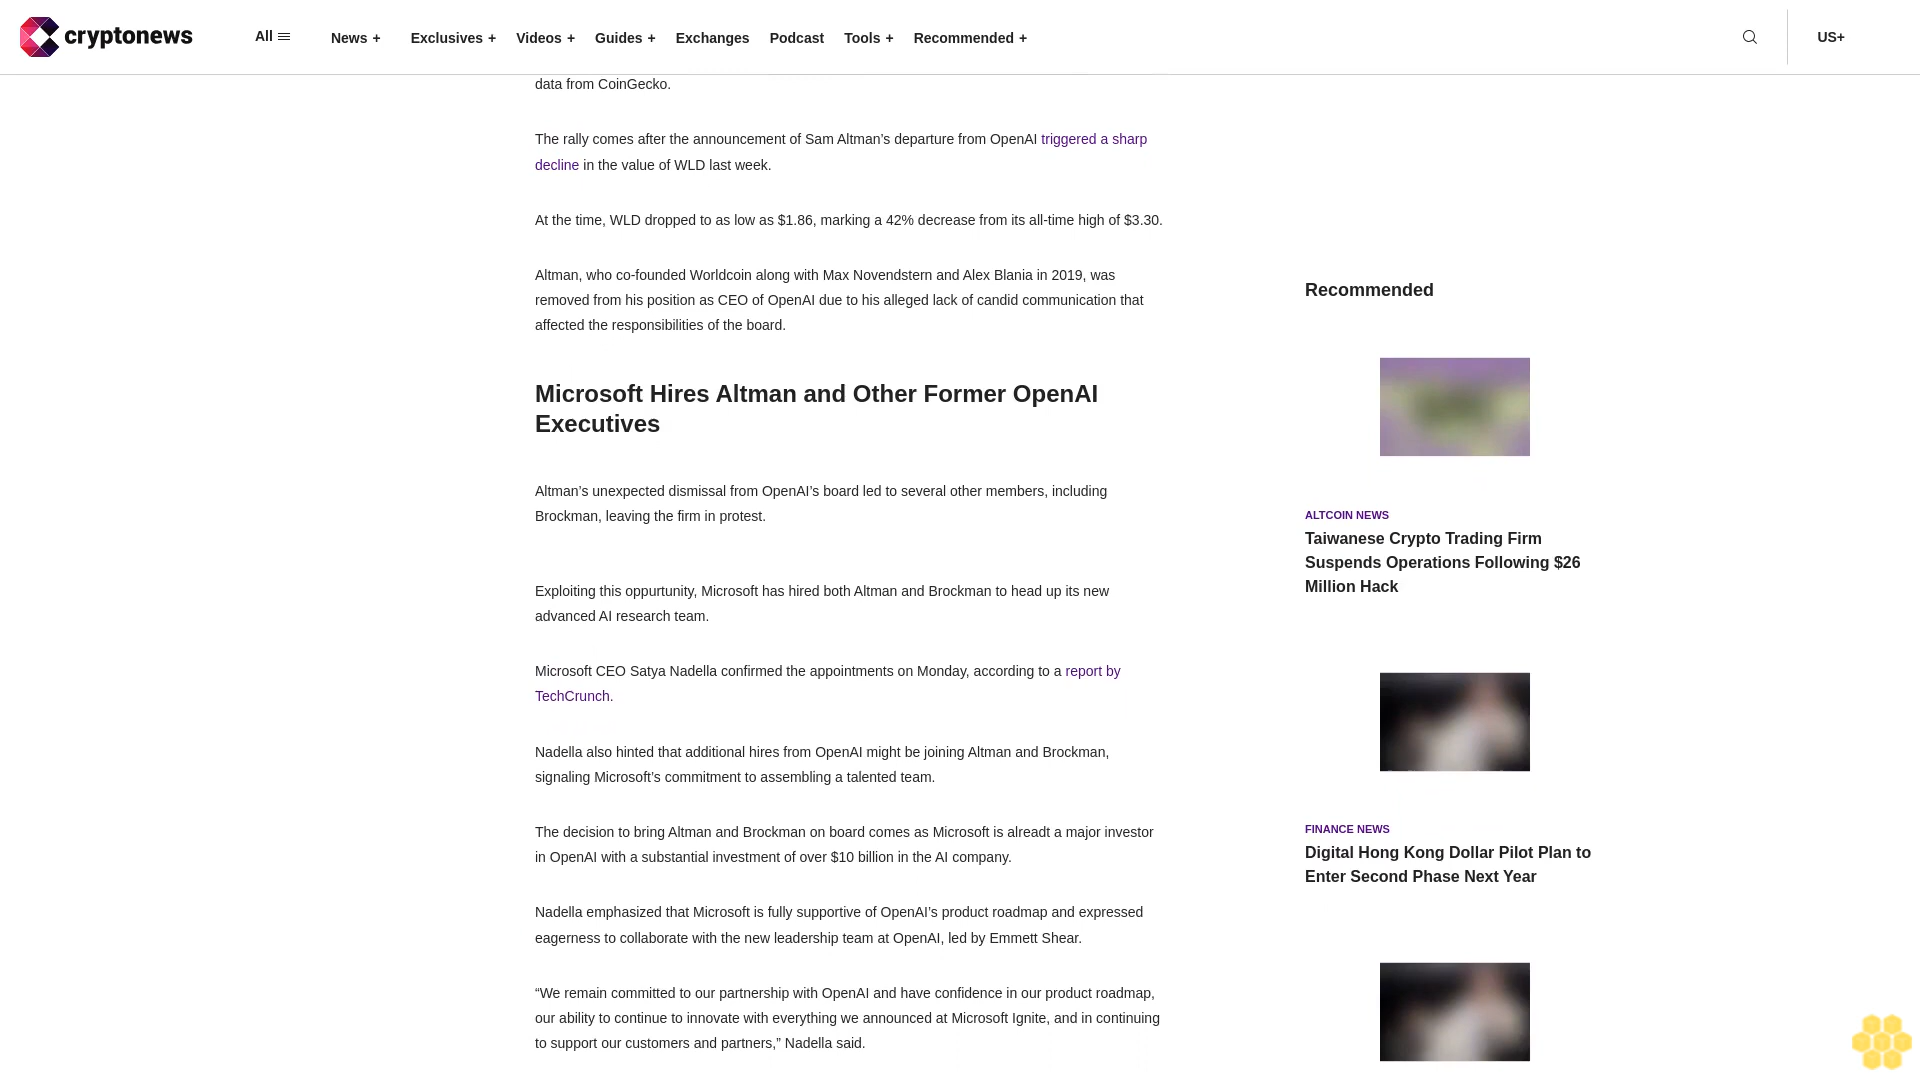 cryptonews
All
News +
Exclusives +
Videos +
Guides +
Exchanges
Podcast
Tools +
Recommended +
US+
data from CoinGecko.
The rally comes after the announcement of Sam Altman’s departure from OpenAI triggered a sharp
decline in the value of WLD last week.
At the time, WLD dropped to as low as $1.86, marking a 42% decrease from its all-time high of $3.30.
Altman, who co-founded Worldcoin along with Max Novendstern and Alex Blania in 2019, was
removed from his position as CEO of OpenAI due to his alleged lack of candid communication that
affected the responsibilities of the board.
Microsoft Hires Altman and Other Former OpenAI
Executives
Altman’s unexpected dismissal from OpenAI’s board led to several other members, including
Brockman, leaving the firm in protest.
Exploiting this oppurtunity, Microsoft has hired both Altman and Brockman to head up its new
advanced AI research team.
Microsoft CEO Satya Nadella confirmed the appointments on Monday, according to a report by
TechCrunch.
Nadella also hinted that additional hires from OpenAI might be joining Altman and Brockman,
signaling Microsoft’s commitment to assembling a talented team.
The decision to bring Altman and Brockman on board comes as Microsoft is alreadt a major investor
in OpenAI with a substantial investment of over $10 billion in the AI company.
Nadella emphasized that Microsoft is fully supportive of OpenAI’s product roadmap and expressed
eagerness to collaborate with the new leadership team at OpenAI, led by Emmett Shear.
“We remain committed to our partnership with OpenAI and have confidence in our product roadmap,
our ability to continue to innovate with everything we announced at Microsoft Ignite, and in continuing
to support our customers and partners,” Nadella said.
Recommended
ALTCOIN NEWS
Taiwanese Crypto Trading Firm
Suspends Operations Following $26
Million Hack
FINANCE NEWS
Digital Hong Kong Dollar Pilot Plan to
Enter Second Phase Next Year